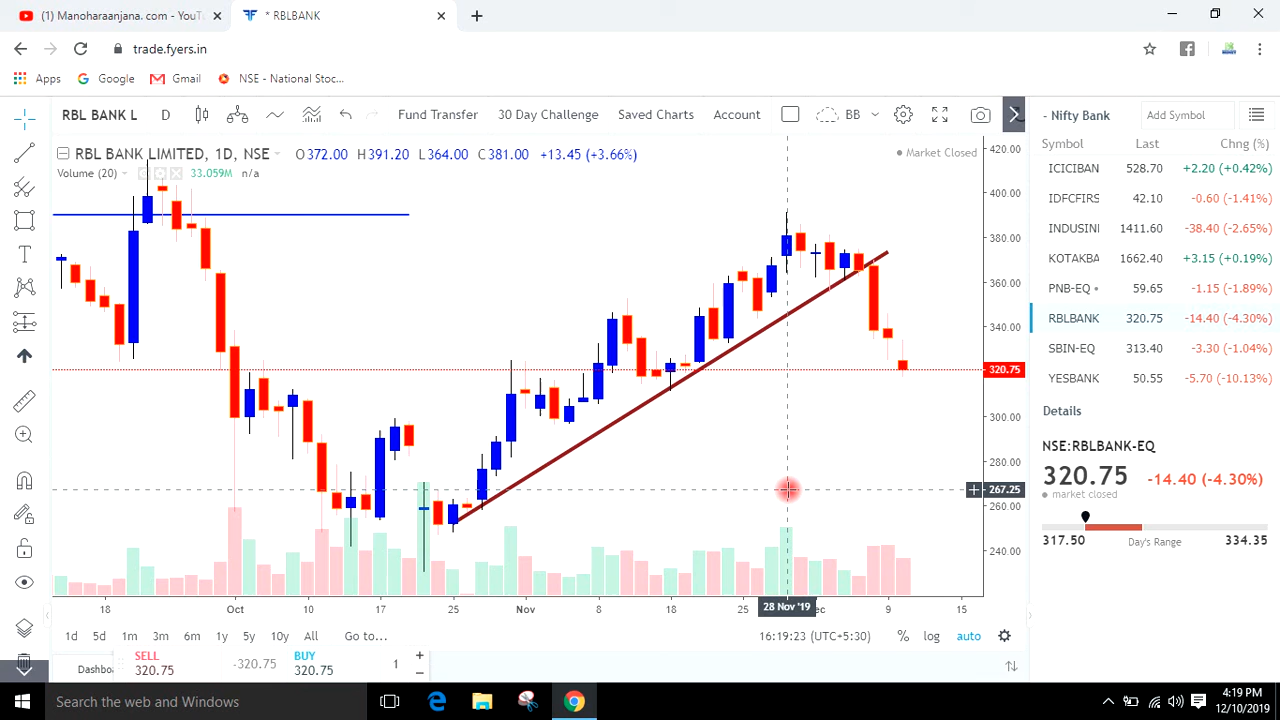 (1) Manoharaanjana. com - YouT
* RBLBANK
trade.fyers.in
Apps Google Gmail NSE - National Stoc...
RBL BANK L D Fund Transfer 30 Day Challenge Saved Charts Account BB
RBL BANK LIMITED, 1D, NSE O372.00 H391.20 L364.00 C381.00 +13.45 (+3.66%)
Market Closed
Volume (20) 33.059M n/a
420.00
400.00
380.00
360.00
340.00
320.75
300.00
280.00
267.25
260.00
240.00
18 Oct 10 17 25 Nov 8 18 25 28 Nov '19 9 15
1d 5d 1m 3m 6m 1y 5y 10y All Go to... 16:19:23 (UTC+5:30) % log auto
Dashboa
SELL
320.75
-320.75
BUY
320.75
1
- Nifty Bank Add Symbol
Symbol Last Chng (%)
ICICIBAN 528.70 +2.20 (+0.42%)
IDFCFIRS 42.10 -0.60 (-1.41%)
INDUSINI 1411.60 -38.40 (-2.65%)
KOTAKBA 1662.40 +3.15 (+0.19%)
PNB-EQ 59.65 -1.15 (-1.89%)
RBLBANK 320.75 -14.40 (-4.30%)
SBIN-EQ 313.40 -3.30 (-1.04%)
YESBANK 50.55 -5.70 (-10.13%)
Details
NSE:RBLBANK-EQ
320.75 -14.40 (-4.30%)
market closed
317.50 Day's Range 334.35
Search the web and Windows
4:19 PM
12/10/2019